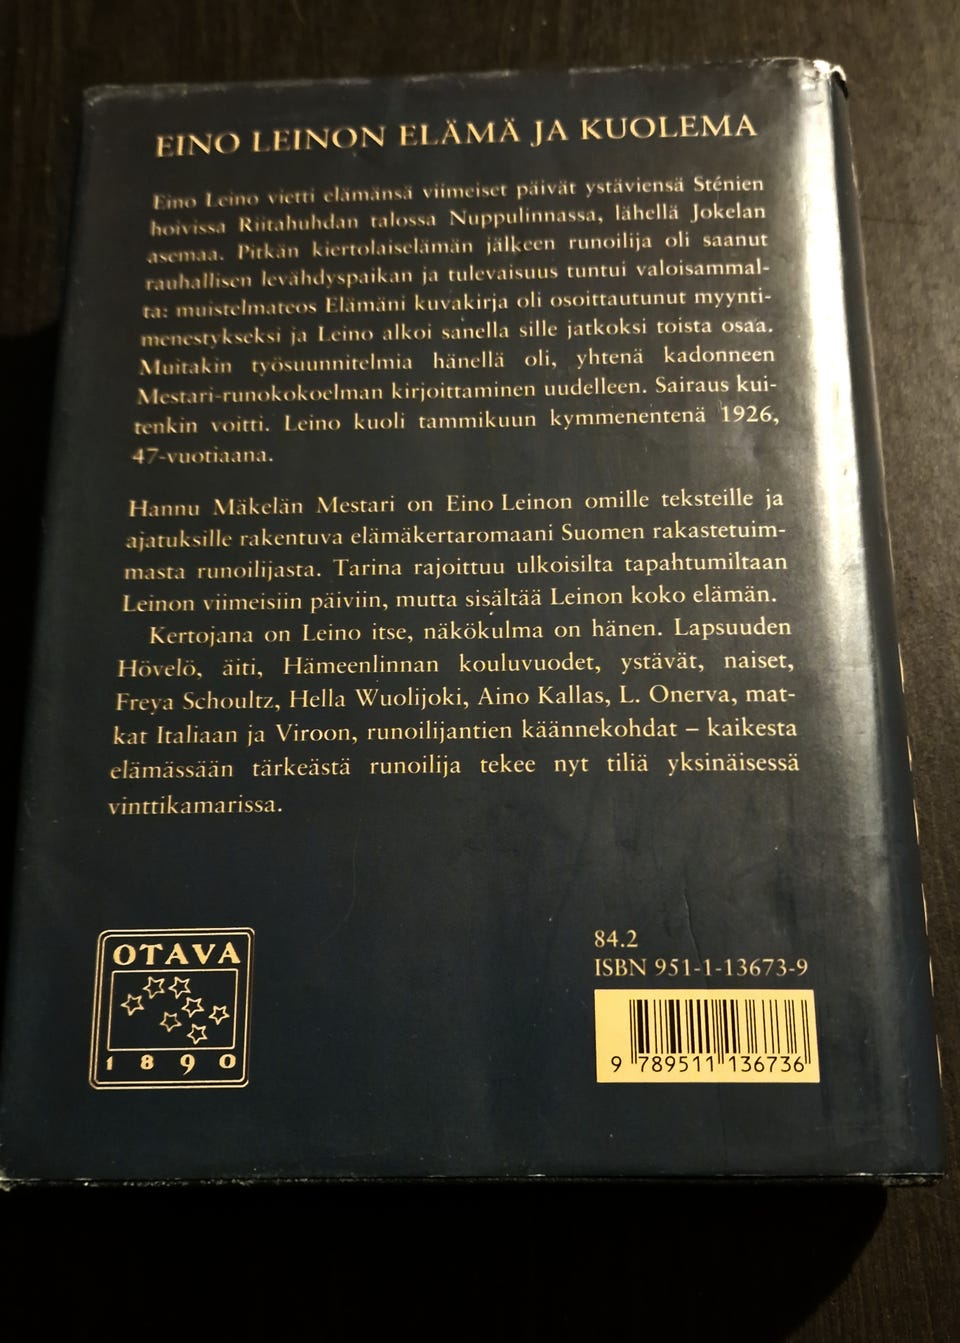 EINO LEINON ELÄMÄ JA KUOLEMA
Eino Leino vietti elämänsä viimeiset päivät ystäviensä Sténien
hoivissa Riitahuhdan talossa Nuppulinnassa, lähellä Jokelan
asemaa. Pitkän kiertolaiselämän jälkeen runoilija oli saanut
rauhallisen levähdyspaikan ja tulevaisuus tuntui valoisammal-
ta: muistelmateos Elämäni kuvakirja oli osoittautunut myynti-
menestykseksi ja Leino alkoi sanella sille jatkoksi toista osaa.
Muitakin työsuunnitelmia hänellä oli, yhtenä kadonneen
Mestari-runokokoelman kirjoittaminen uudelleen. Sairaus kui-
tenkin voitti. Leino kuoli tammikuun kymmenentenä 1926,
47-vuotiaana.
Hannu Mäkelän Mestari on Eino Leinon omille teksteille ja
ajatuksille rakentuva elämäkertaromaani Suomen rakastetuim-
masta runoilijasta. Tarina rajoittuu ulkoisilta tapahtumiltaan
Leinon viimeisiin päiviin, mutta sisältää Leinon koko elämän.
Kertojana on Leino itse, näkökulma on hänen. Lapsuuden
Hövelö, äiti, Hämeenlinnan kouluvuodet, ystävät, naiset,
Freya Schoultz, Hella Wuolijoki, Aino Kallas, L. Onerva, mat-
kat Italiaan ja Viroon, runoilijantien käännekohdat – kaikesta
elämässään tärkeästä runoilija tekee nyt tiliä yksinäisessä
vinttikamarissa.
OTAVA
1890
84.2
ISBN 951-1-13673-9
9 789511 136736